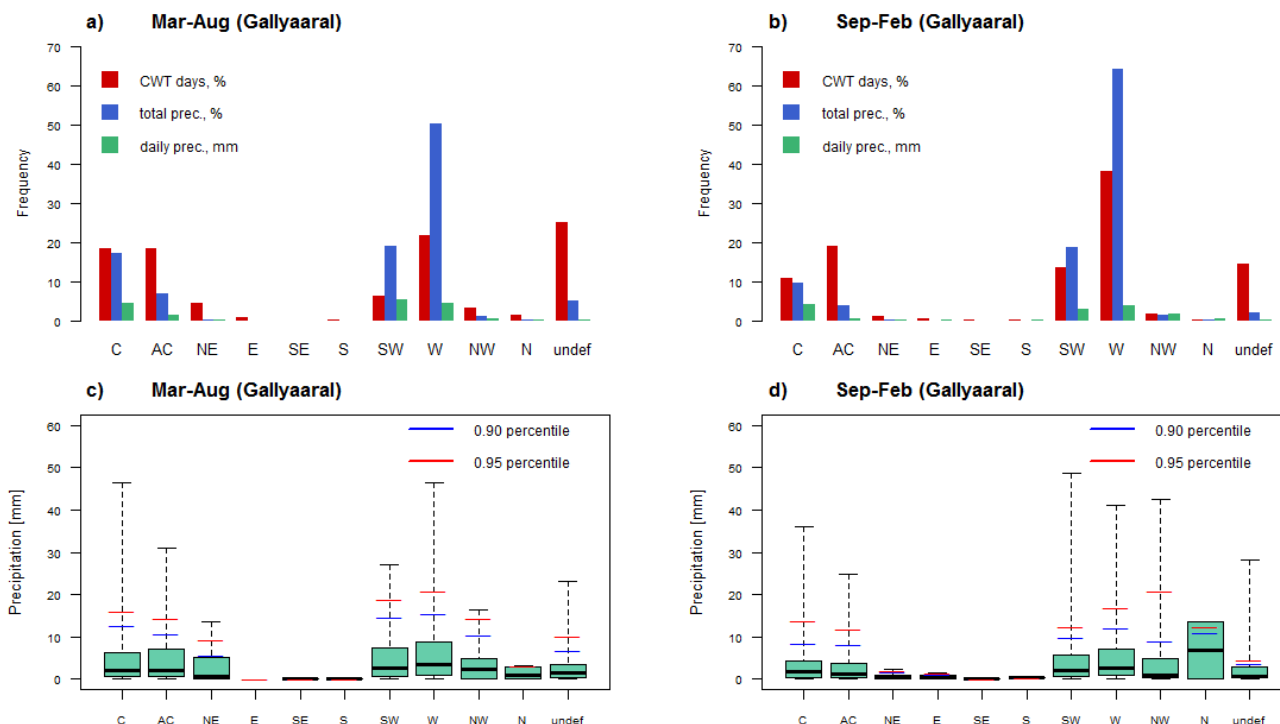 a) Mar-Aug (Gallyaaral)
70
60
50
40
30
20
10
0
Frequency
CWT days, %
total prec., %
daily prec., mm
C AC NE E SE S SW W NW N undef
b) Sep-Feb (Gallyaaral)
70
60
50
40
30
20
10
0
Frequency
CWT days, %
total prec., %
daily prec., mm
C AC NE E SE S SW W NW N undef
c) Mar-Aug (Gallyaaral)
60
50
40
30
20
10
0
Precipitation [mm]
0.90 percentile
0.95 percentile
C AC NE E SE S SW W NW N undef
d) Sep-Feb (Gallyaaral)
60
50
40
30
20
10
0
Precipitation [mm]
0.90 percentile
0.95 percentile
C AC NE E SE S SW W NW N undef